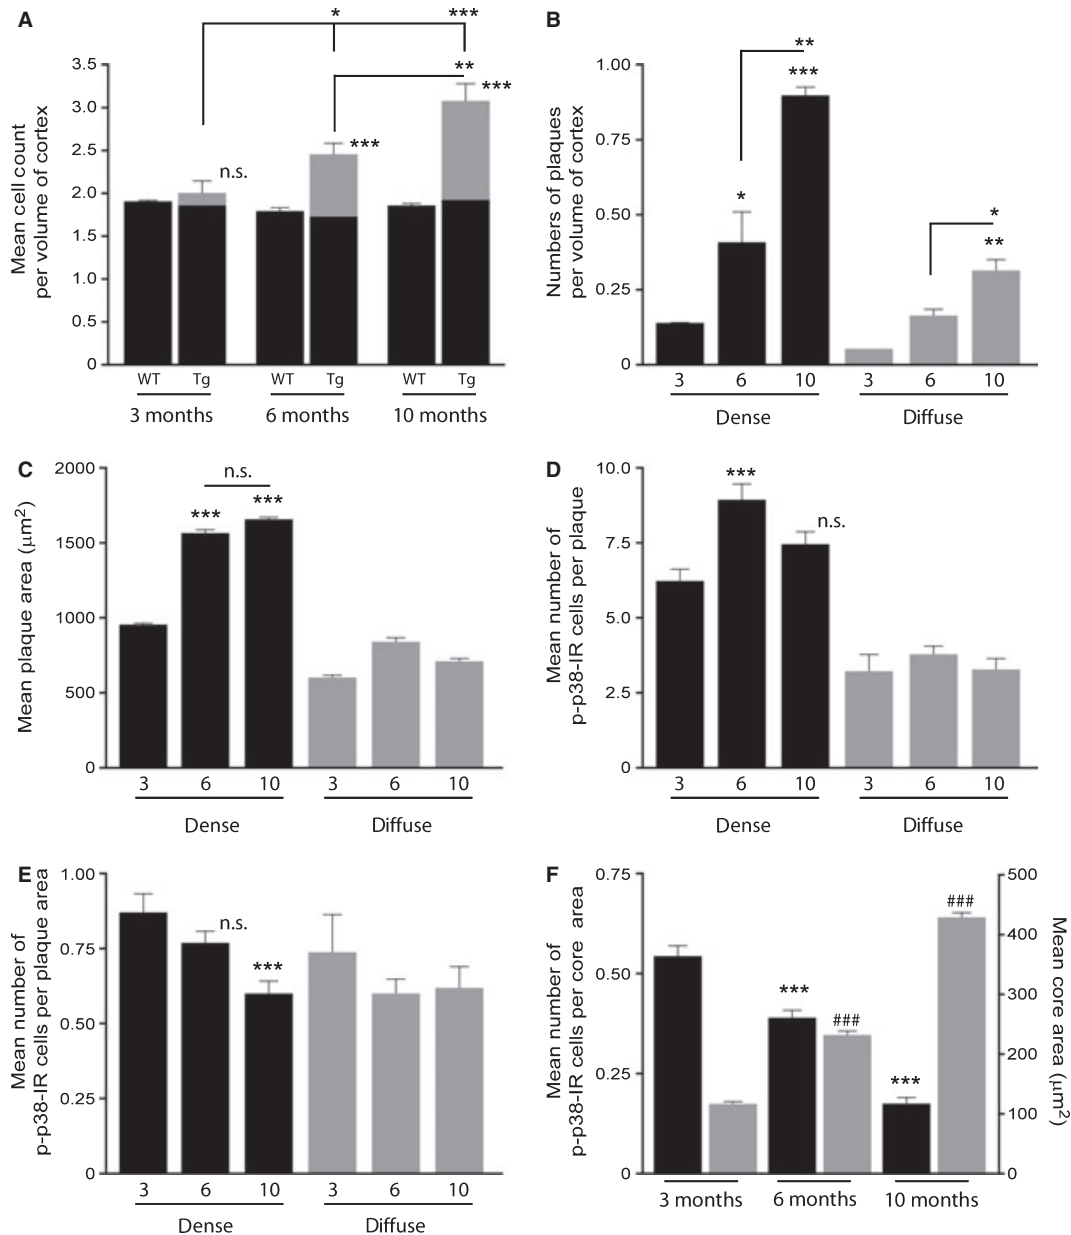 A
* ***
**
***
***
n.s.
Mean cell count
per volume of cortex
3.5
3.0
2.5
2.0
1.5
1.0
0.5
0
WT Tg WT Tg WT Tg
3 months 6 months 10 months
B
**
***
*
*
**
Numbers of plaques
per volume of cortex
1.00
0.75
0.50
0.25
0
3 6 10 3 6 10
Dense Diffuse
C
n.s.
***
***
Mean plaque area (μm2)
2000
1500
1000
500
0
3 6 10 3 6 10
Dense Diffuse
D
***
n.s.
Mean number of
p-p38-IR cells per plaque
10.0
7.5
5.0
2.5
0
3 6 10 3 6 10
Dense Diffuse
E
n.s.
***
Mean number of
p-p38-IR cells per plaque area
1.00
0.75
0.50
0.25
0
3 6 10 3 6 10
Dense Diffuse
F
###
***
###
***
Mean number of
p-p38-IR cells per core area
0.75
0.50
0.25
0
500
400
300
200
100
0
Mean core area (μm2)
3 months 6 months 10 months